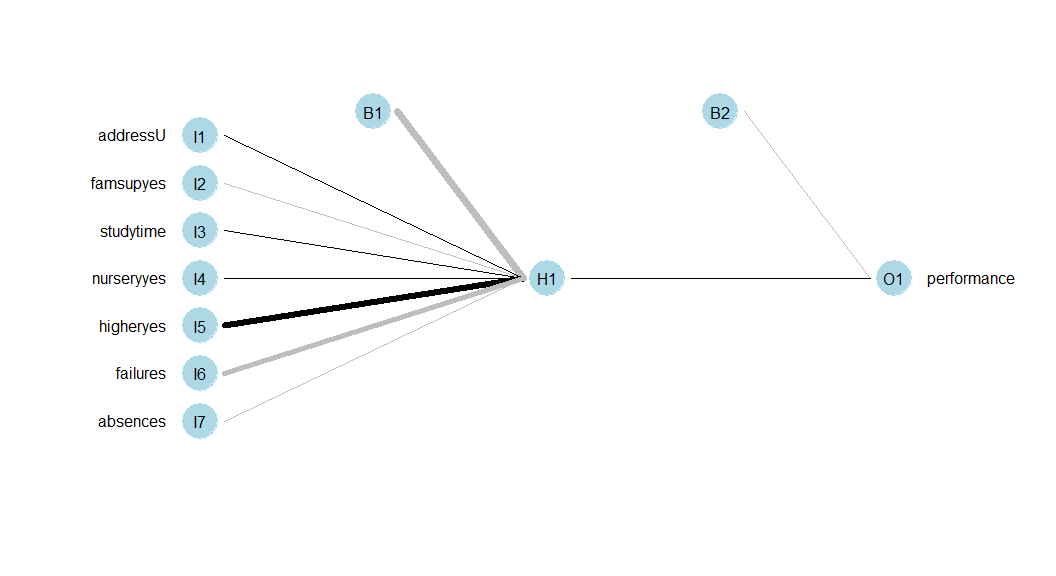 B1
B2
addressU I1
famsupyes I2
studytime I3
nurseryyes I4
H1
O1 performance
higheryes I5
failures I6
absences I7